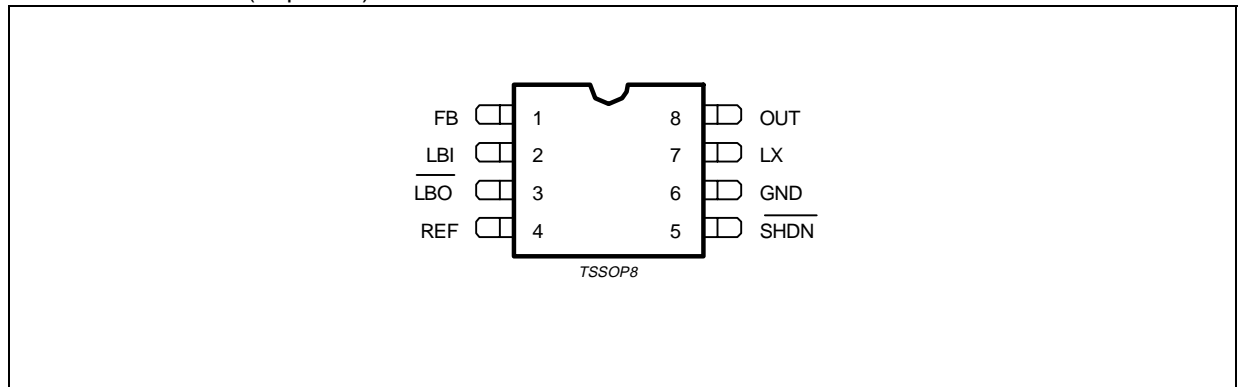 FB 1 8 OUT
LBI 2 7 LX
LBO 3 6 GND
REF 4 5 SHDN
TSSOP8